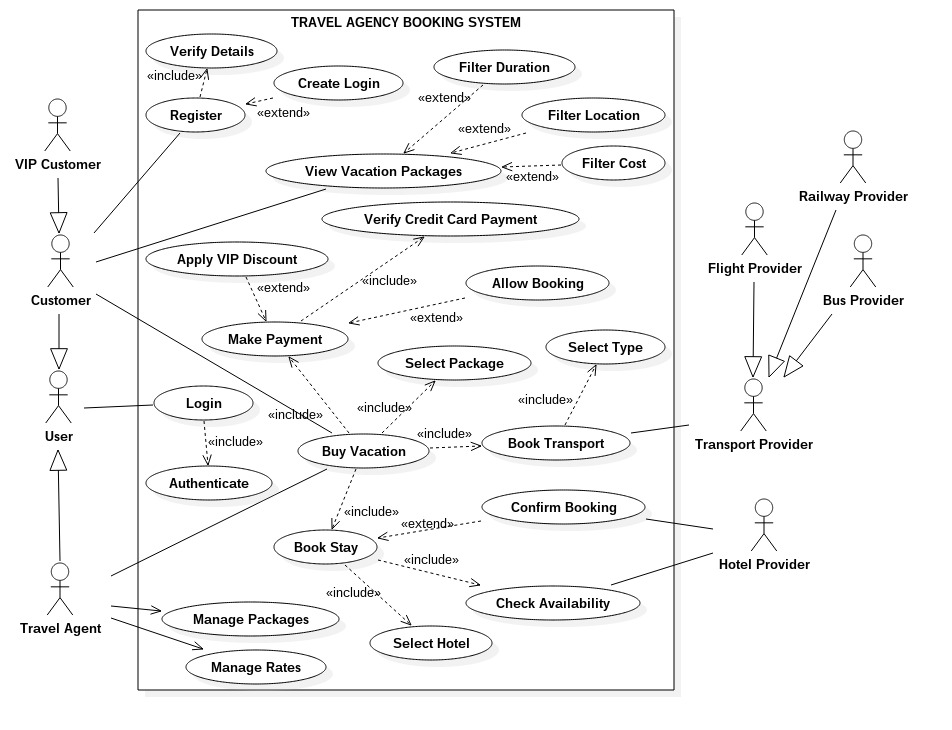 TRAVEL AGENCY BOOKING SYSTEM
Verify Details
«include»
Register
Create Login
«extend»
Filter Duration
«extend»
Filter Location
«extend»
Filter Cost
«extend»
View Vacation Packages
VIP Customer
Verify Credit Card Payment
Apply VIP Discount
«extend»
«include»
Allow Booking
«extend»
Customer
Make Payment
Select Package
Select Type
«include»
«include»
«include»
Login
«include»
User
Buy Vacation
«include»
Book Transport
Authenticate
«include»
«extend»
Confirm Booking
Book Stay
«include»
«include»
Check Availability
Travel Agent
Manage Packages
Select Hotel
Manage Rates
Railway Provider
Flight Provider
Bus Provider
Transport Provider
Hotel Provider